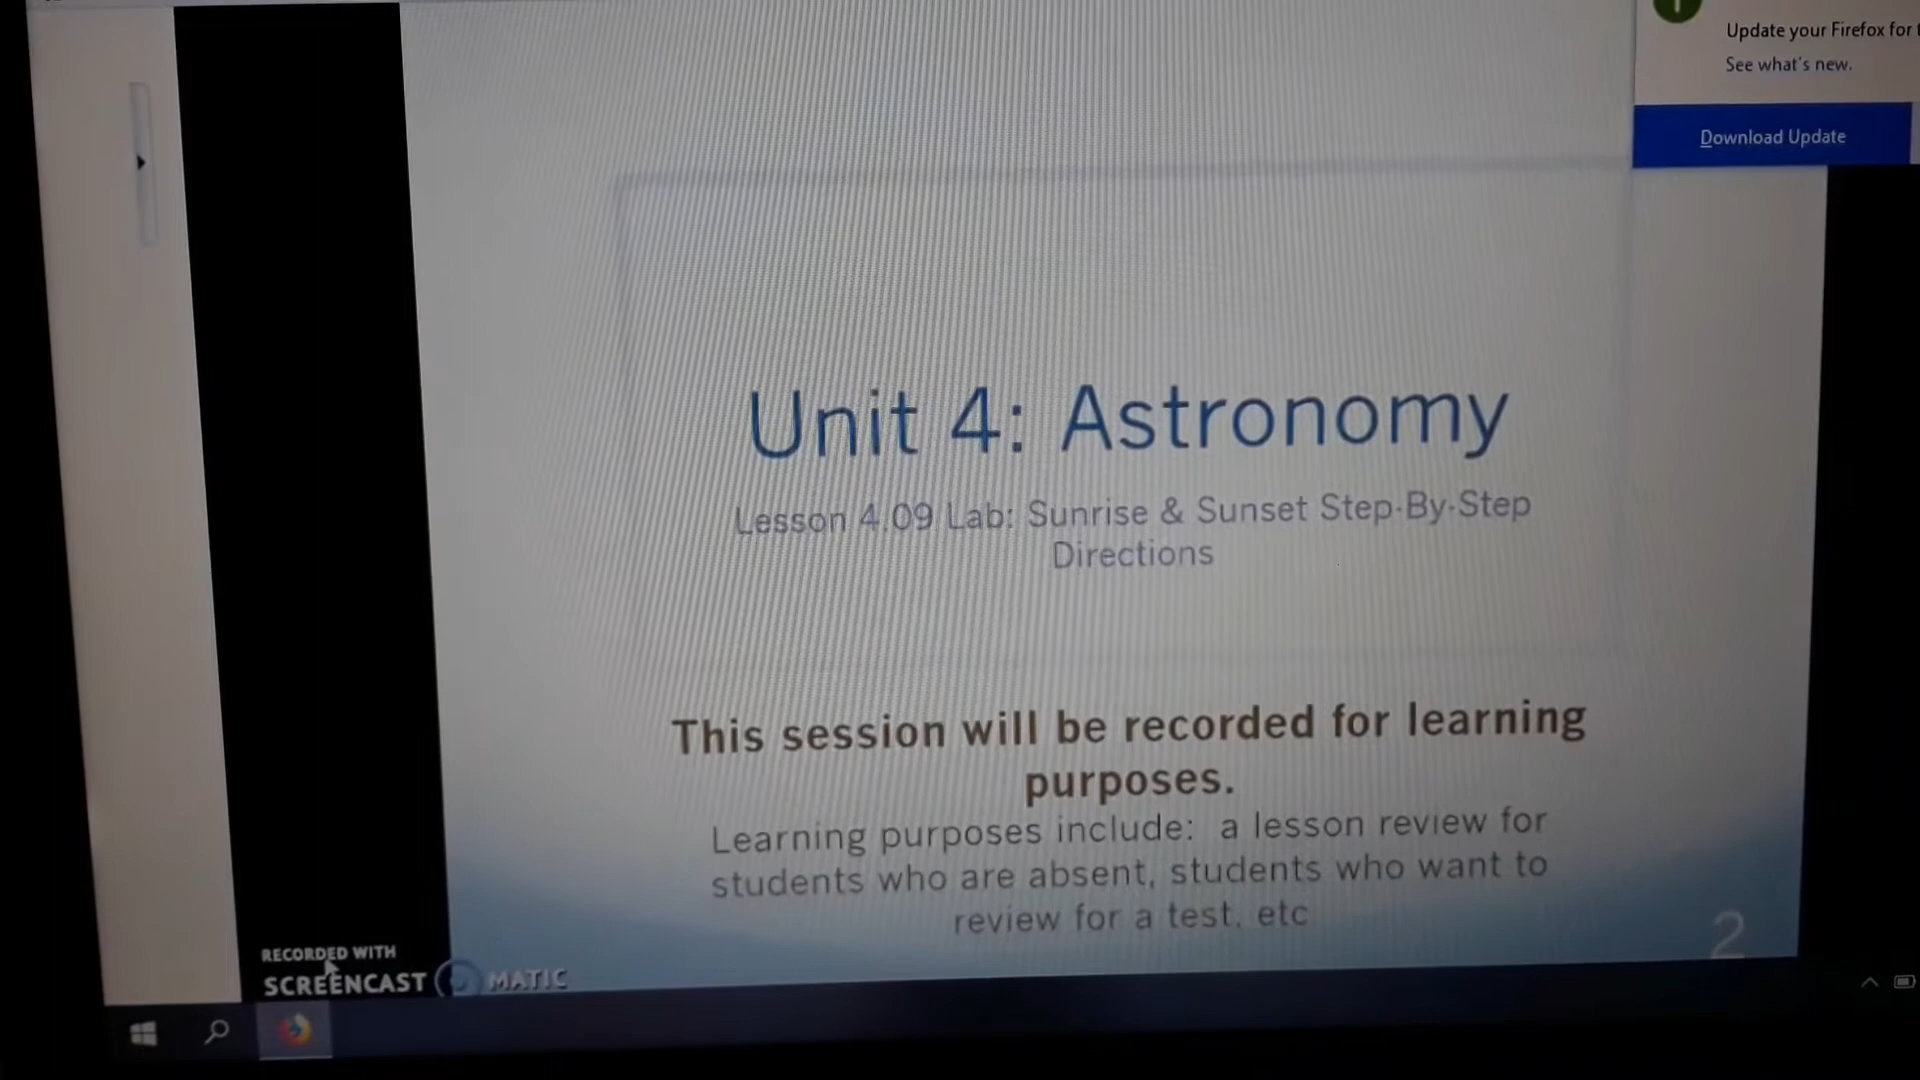 Update your Firefox for
See what's new.
Download Update
Unit 4: Astronomy
Lesson 4.09 Lab: Sunrise & Sunset Step-By-Step
Directions
This session will be recorded for learning
purposes.
Learning purposes include: a lesson review for
students who are absent, students who want to
review for a test, etc
2
RECORDED WITH
SCREENCAST MATIC